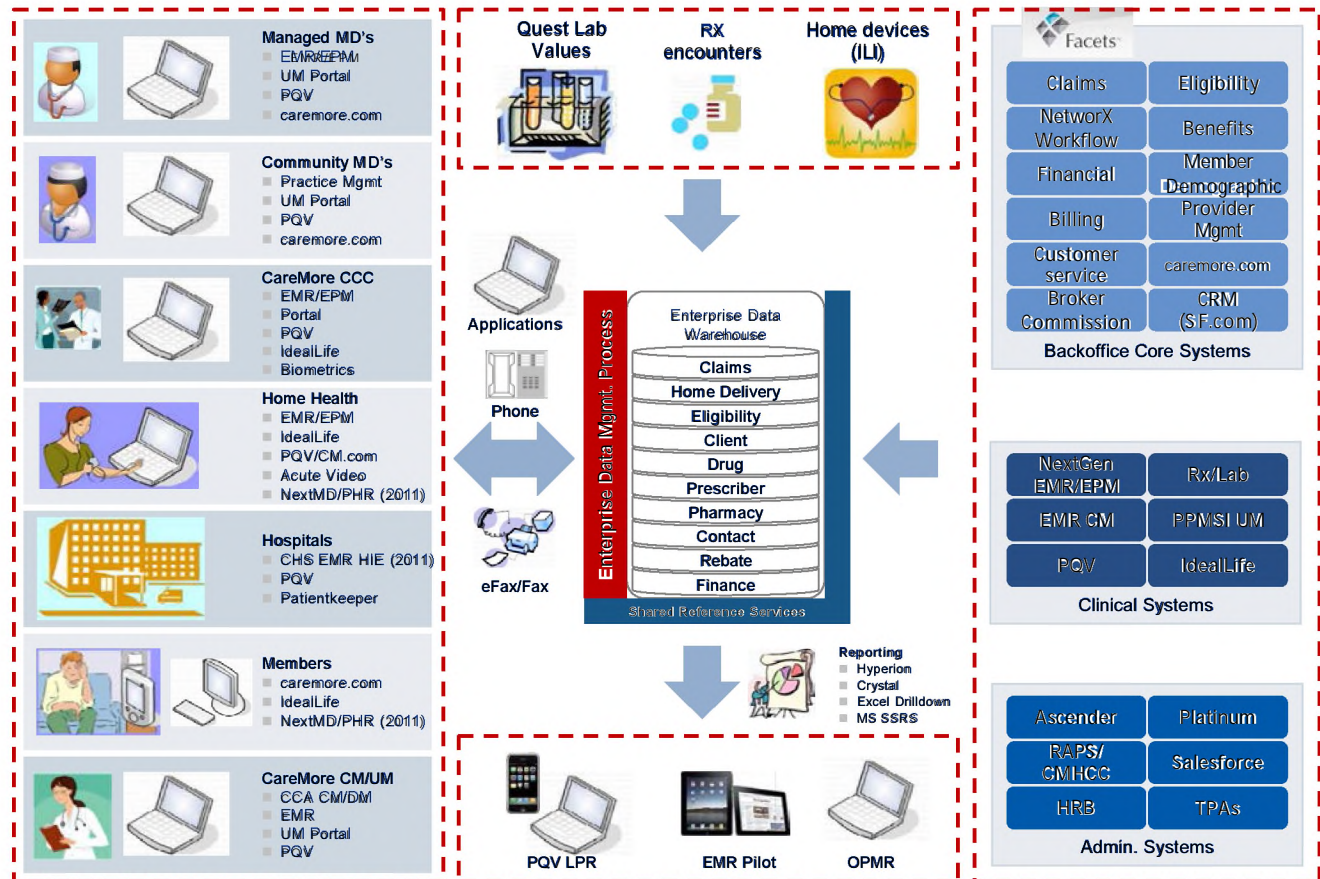 Managed MD's
EMR/EPM
UM Portal
PQV
caremore.com
Community MD's
Practice Mgmt
UM Portal
PQV
caremore.com
CareMore CCC
EMR/EPM
Portal
PQV
IdealLife
Biometrics
Home Health
EMR/EPM
IdealLife
PQV/CM.com
Acute Video
NextMD/PHR (2011)
Hospitals
CHS EMR HIE (2011)
PQV
Patientkeeper
Members
caremore.com
IdealLife
NextMD/PHR (2011)
CareMore CM/UM
CCA CM/DM
EMR
UM Portal
PQV
Quest Lab
Values
RX
encounters
Home devices
(ILI)
Applications
Phone
eFax/Fax
Enterprise Data Mgmt. Process
Enterprise Data
Warehouse
Claims
Home Delivery
Eligibility
Client
Drug
Prescriber
Pharmacy
Contact
Rebate
Finance
Shared Reference Services
Reporting
Hyperion
Crystal
Excel Drilldown
MS SSRS
PQV LPR
EMR Pilot
OPMR
Facets
Claims
Eligibility
NetworX
Workflow
Benefits
Financial
Member
Demographic
Billing
Provider
Mgmt
Customer
service
caremore.com
Broker
Commission
CRM
(SF.com)
Backoffice Core Systems
NextGen
EMR/EPM
Rx/Lab
EMR CM
PPMSI UM
PQV
IdealLife
Clinical Systems
Ascender
Platinum
RAPS/
CMHCC
Salesforce
HRB
TPAs
Admin. Systems